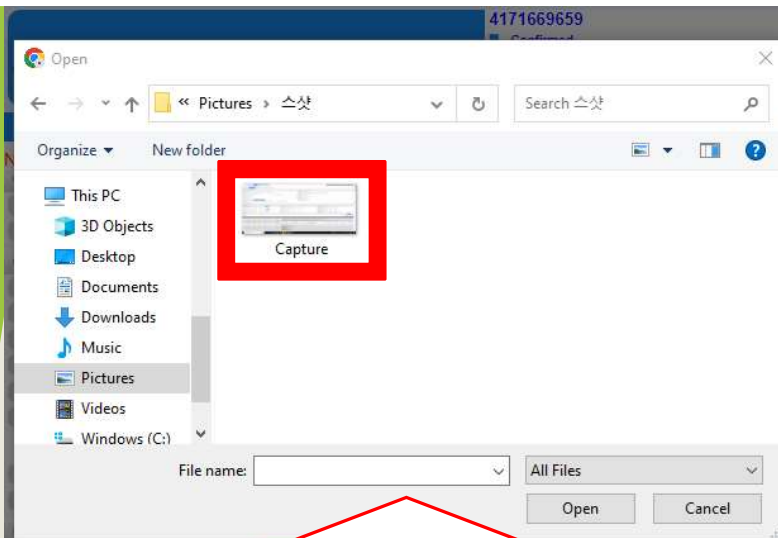 4171669659
Confirmed
Open
« Pictures › 스샷
Search 스샷
Organize
New folder
This PC
3D Objects
Desktop
Documents
Downloads
Music
Pictures
Videos
Windows (C:)
Capture
File name:
All Files
Open
Cancel